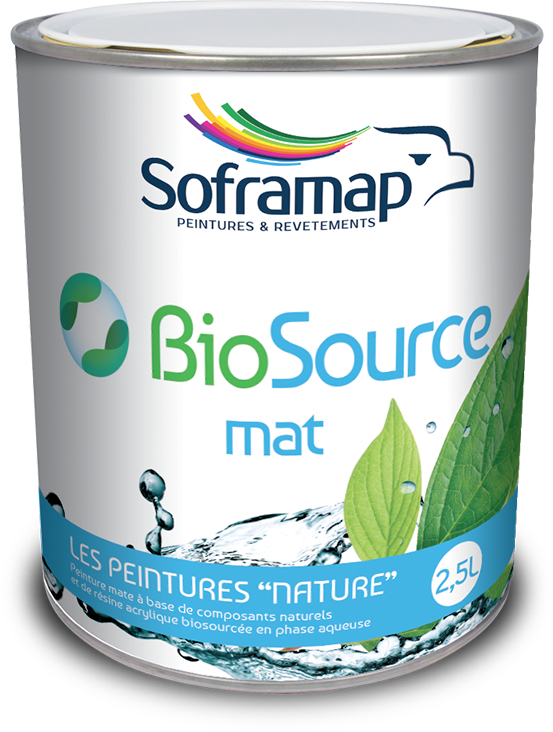 Soframap
PEINTURES & REVETEMENTS
BioSource
mat
LES PEINTURES “NATURE”
Peinture mate à base de composants naturels
et de résine acrylique biosourcée en phase aqueuse
2,5L